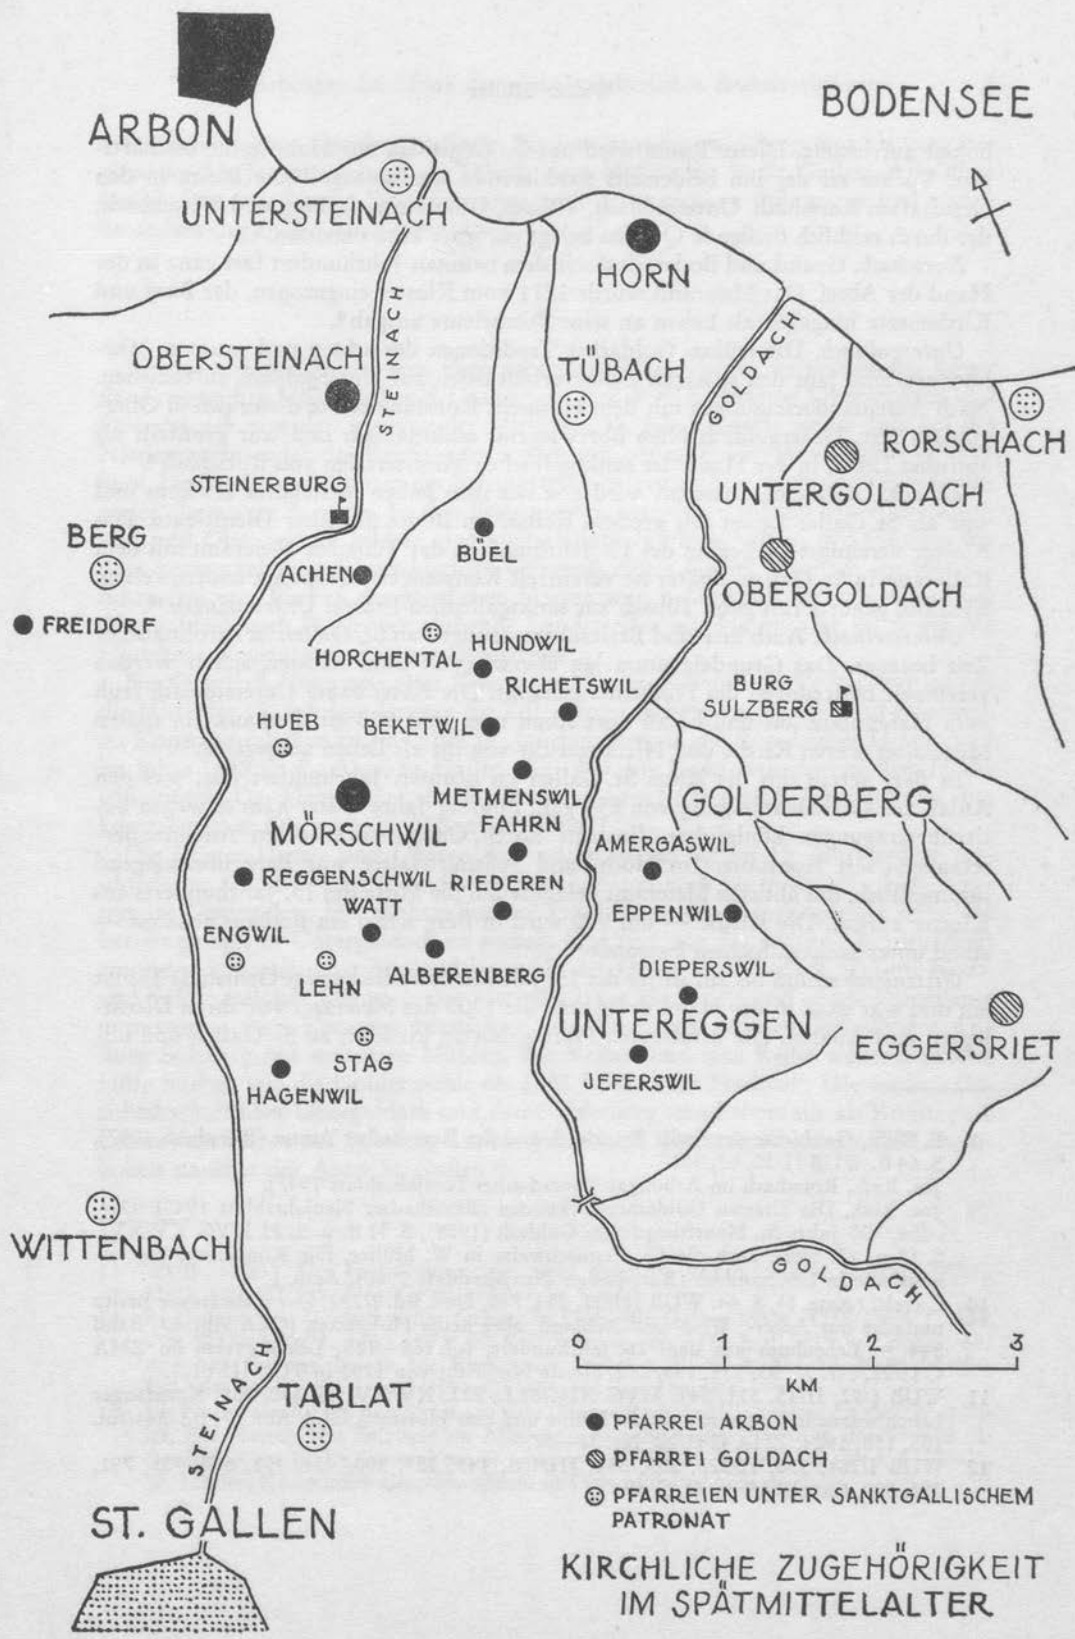 BODENSEE
ARBON
UNTERSTEINACH
HORN
STEINACH
GOLDACH
OBERSTEINACH
TÜBACH
RORSCHACH
STEINERBURG
UNTERGOLDACH
BERG
BÜEL
ACHEN
OBERGOLDACH
FREIDORF
HORCHENTAL
HUNDWIL
RICHETSWIL
BURG
SULZBERG
HUEB
BEKETWIL
METMENSWIL
GOLDERBERG
MÖRSCHWIL
FAHRN
AMERGASWIL
REGGENSCHWIL
RIEDEREN
WATT
EPPENWIL
ENGWIL
LEHN
ALBERENBERG
DIEPERSWIL
UNTEREGGEN
EGGERSRIET
STAG
JEFERSWIL
HAGENWIL
WITTENBACH
GOLDACH
0 1 2 3
KM
STEINACH
TABLAT
PFARREI ARBON
PFARREI GOLDACH
PFARREIEN UNTER SANKTGALLISCHEM
PATRONAT
ST. GALLEN
KIRCHLICHE ZUGEHÖRIGKEIT
IM SPÄTMITTELALTER